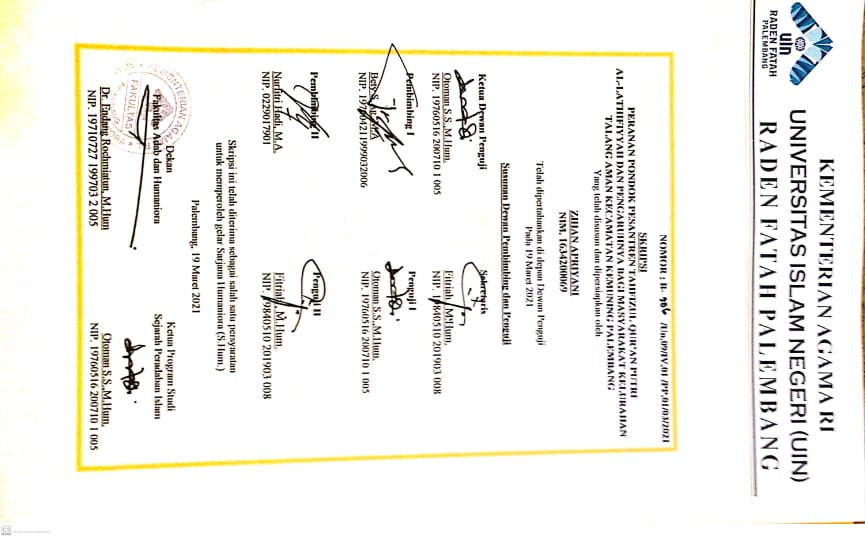 KEMENTERIAN AGAMA RI
UNIVERSITAS ISLAM NEGERI (UIN)
RADEN FATAH PALEMBANG
uin
RADEN FATAH
PALEMBANG
NOMOR : B- /Un.09/IV.01 /PP.01/03/2021
SKRIPSI
PERANAN PONDOK PESANTREN TAHFIZUL QUR'AN PUTRI
AL-LATHIFIYYAH DAN PENGARUHNYA BAGI MASYARAKAT KELURAHAN
TALANG AMAN KECAMATAN KEMUNING PALEMBANG
Yang telah disusun dan dipersiapkan oleh
ZIHAN APRIYANI
NIM. 1634200069
Telah dipertahankan di depan Dewan Penguji
Pada 19 Maret 2021
Susunan Dewan Pembimbing dan Penguji
Ketua Dewan Penguji
Otoman S.S.,M.Hum.
NIP. 19760516 200710 1 005
Sekretaris
Fitriah, M.Hum.
NIP. 19840510 201903 008
Pembimbing I
NIP. 197004211999032006
Penguji I
Otoman S.S.,M.Hum.
NIP. 19760516 200710 1 005
Pembimbing II
Nurfitri Hadi, M.A.
NIP. 0229017901
Penguji II
Fitriah, M.Hum.
NIP. 19840510 201903 008
Skripsi ini telah diterima sebagai salah satu persyaratan
untuk memperoleh gelar Sarjana Humaniora (S.Hum.)
Palembang, 19 Maret 2021
Dekan
Fakultas Adab dan Humaniora
Dr. Endang Rochmiatun, M.Hum
NIP. 19710727 199703 2 005
Ketua Program Studi
Sejarah Peradaban Islam
Otoman S.S.,M.Hum.
NIP. 19760516 200710 1 005
KEMENTERIAN AGAMA
FAKULTAS